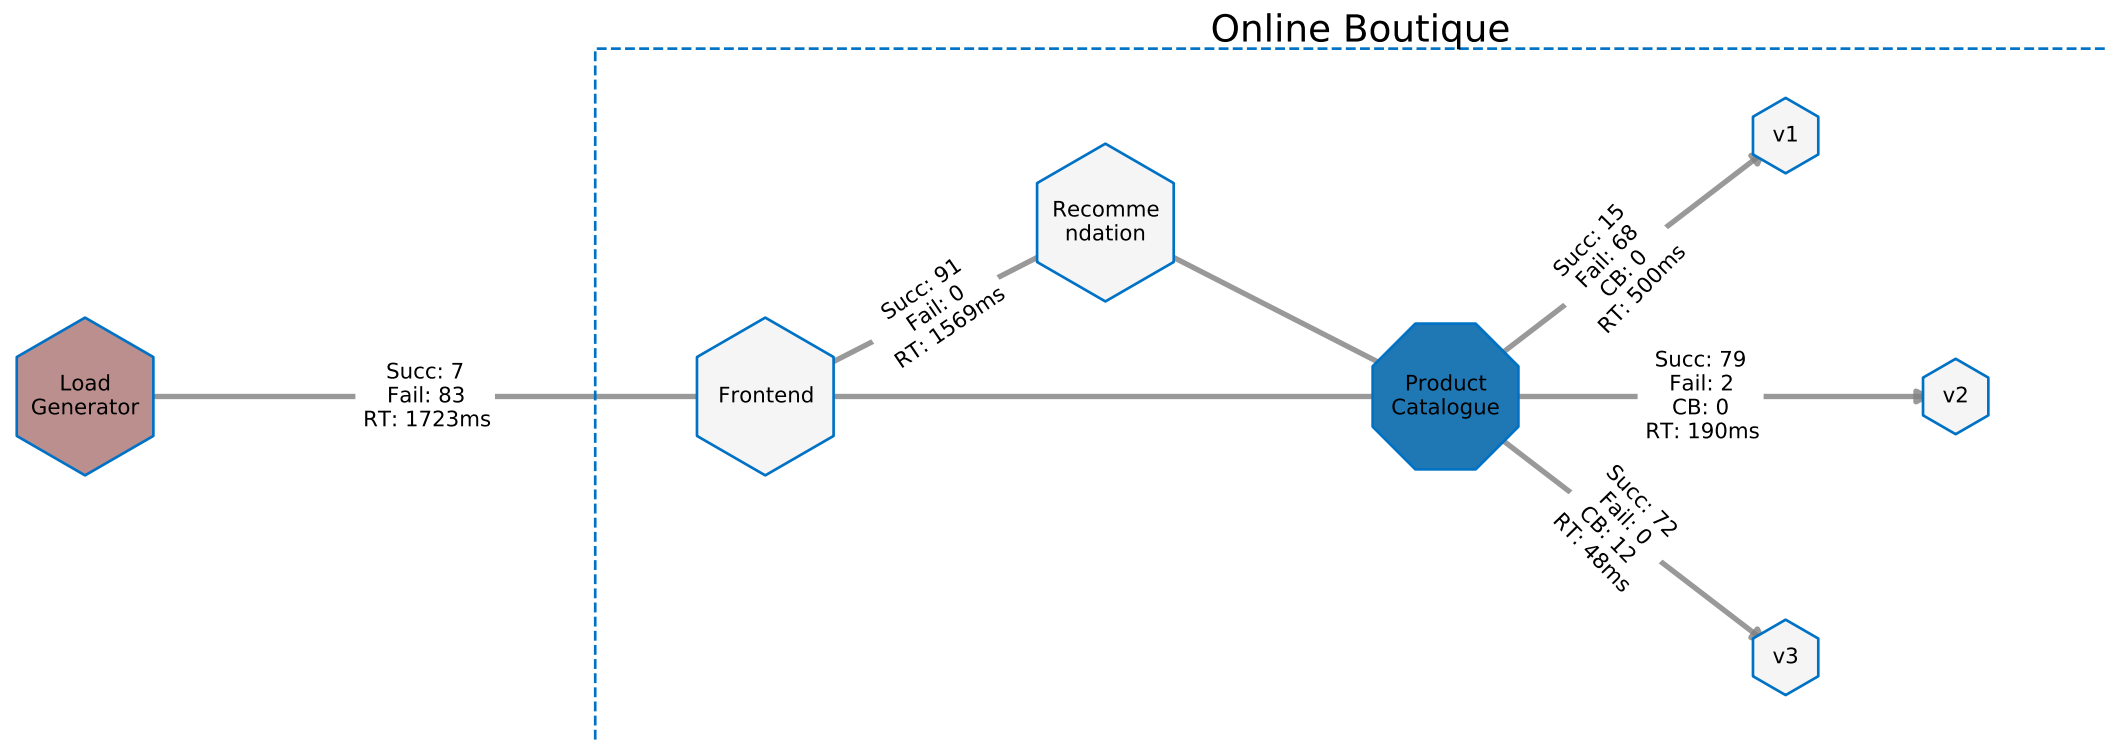 Online Boutique
Load
Generator
Succ: 7
Fail: 83
RT: 1723ms
Frontend
Succ: 91
Fail: 0
RT: 1569ms
Recomme
ndation
Product
Catalogue
Succ: 15
Fail: 68
CB: 0
RT: 500ms
v1
Succ: 79
Fail: 2
CB: 0
RT: 190ms
v2
Succ: 72
Fail: 0
CB: 12
RT: 48ms
v3